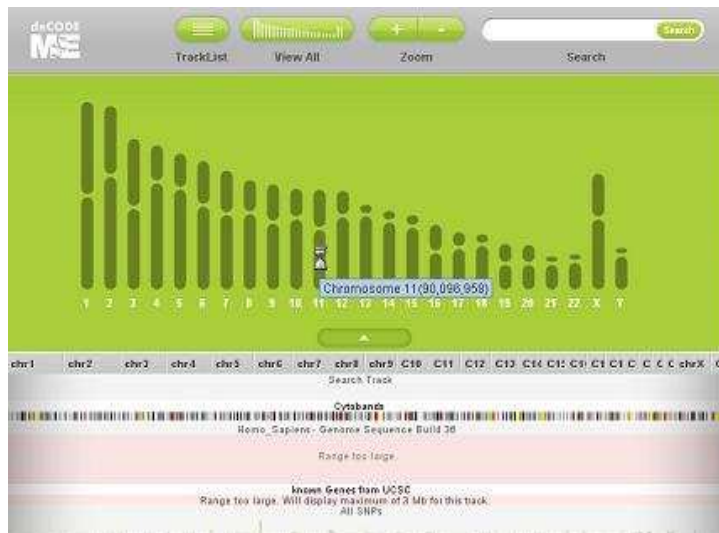 deCODE
ME
TrackList View All Zoom Search
Search
1 2 3 4 5 6 7 8 9 10 11 12 13 14 15 16 17 18 19 20 21 22 X Y
Chromosome 11(90,096,958)
chr1 chr2 chr3 chr4 chr5 chr6 chr7 chr8 chr9 C10 C11 C12 C13 C14 C1: C1 C1 C1 C C C C chrX
Search Track
Cytobands
Homo_Sapiens- Genome Sequence Build 36
Range too large.
known Genes from UCSC
Range too large. Will display maximum of 3 Mb for this track.
All SNPs